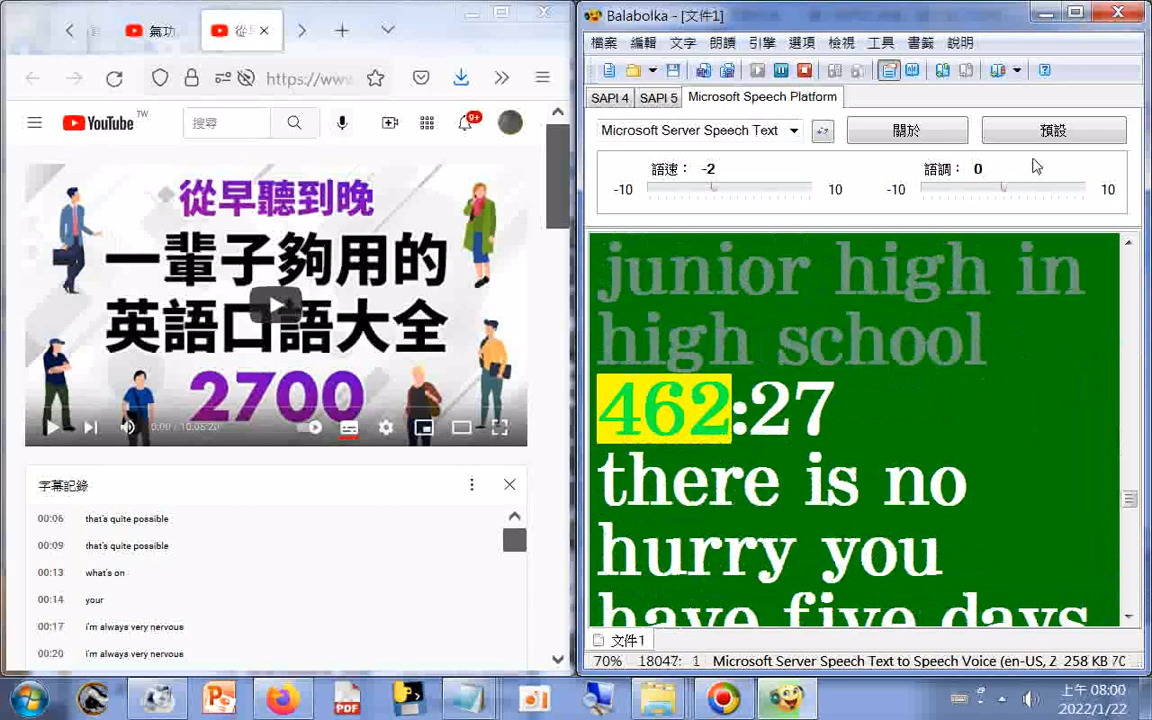 氣功
從
https://www
YouTube TW
搜尋
9+
從早聽到晚
一輩子夠用的
英語口語大全
2700
0:00 / 10:05:20
字幕記錄
00:06 that's quite possible
00:09 that's quite possible
00:13 what's on
00:14 your
00:17 i'm always very nervous
00:20 i'm always very nervous
Balabolka - [文件1]
檔案 編輯 文字 朗讀 引擎 選項 檢視 工具 書籤 說明
SAPI 4 SAPI 5 Microsoft Speech Platform
Microsoft Server Speech Text 關於 預設
語速： -2 語調： 0
-10 10 -10 10
junior high in
high school
462:27
there is no
hurry you
have five days
文件1
70% 18047: 1 Microsoft Server Speech Text to Speech Voice (en-US, Z 258 KB
PDF
上午 08:00
2022/1/22